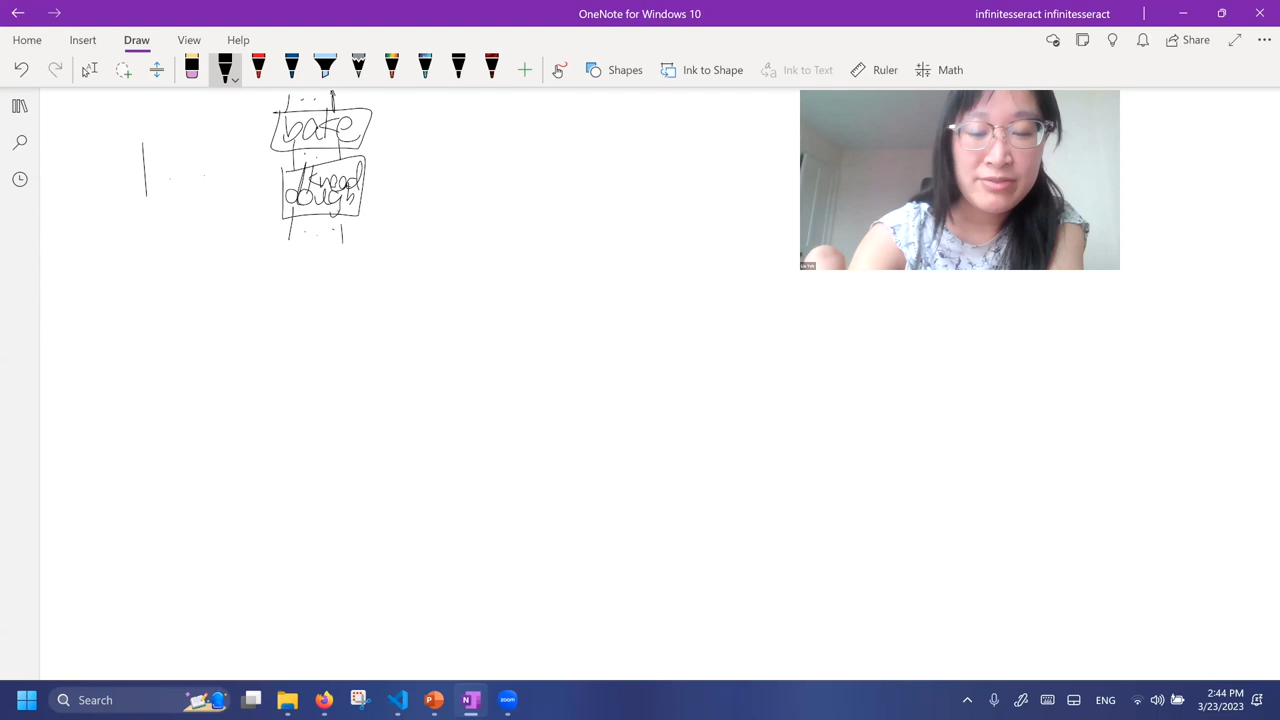 OneNote for Windows 10
infinitesseract infinitesseract
Home
Insert
Draw
View
Help
Share
Shapes
Ink to Shape
Ink to Text
Ruler
Math
bake
knead
dough
Search
zoom
ENG
2:44 PM
3/23/2023